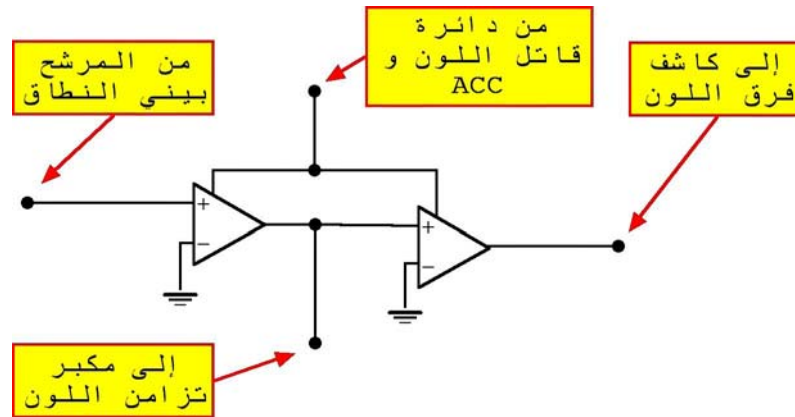 من دائرة
قاتل اللون و
ACC
إلى كاشف
فرق اللون
من المرشح
بيني النطاق
+
−
+
−
إلى مكبر
تزامن اللون